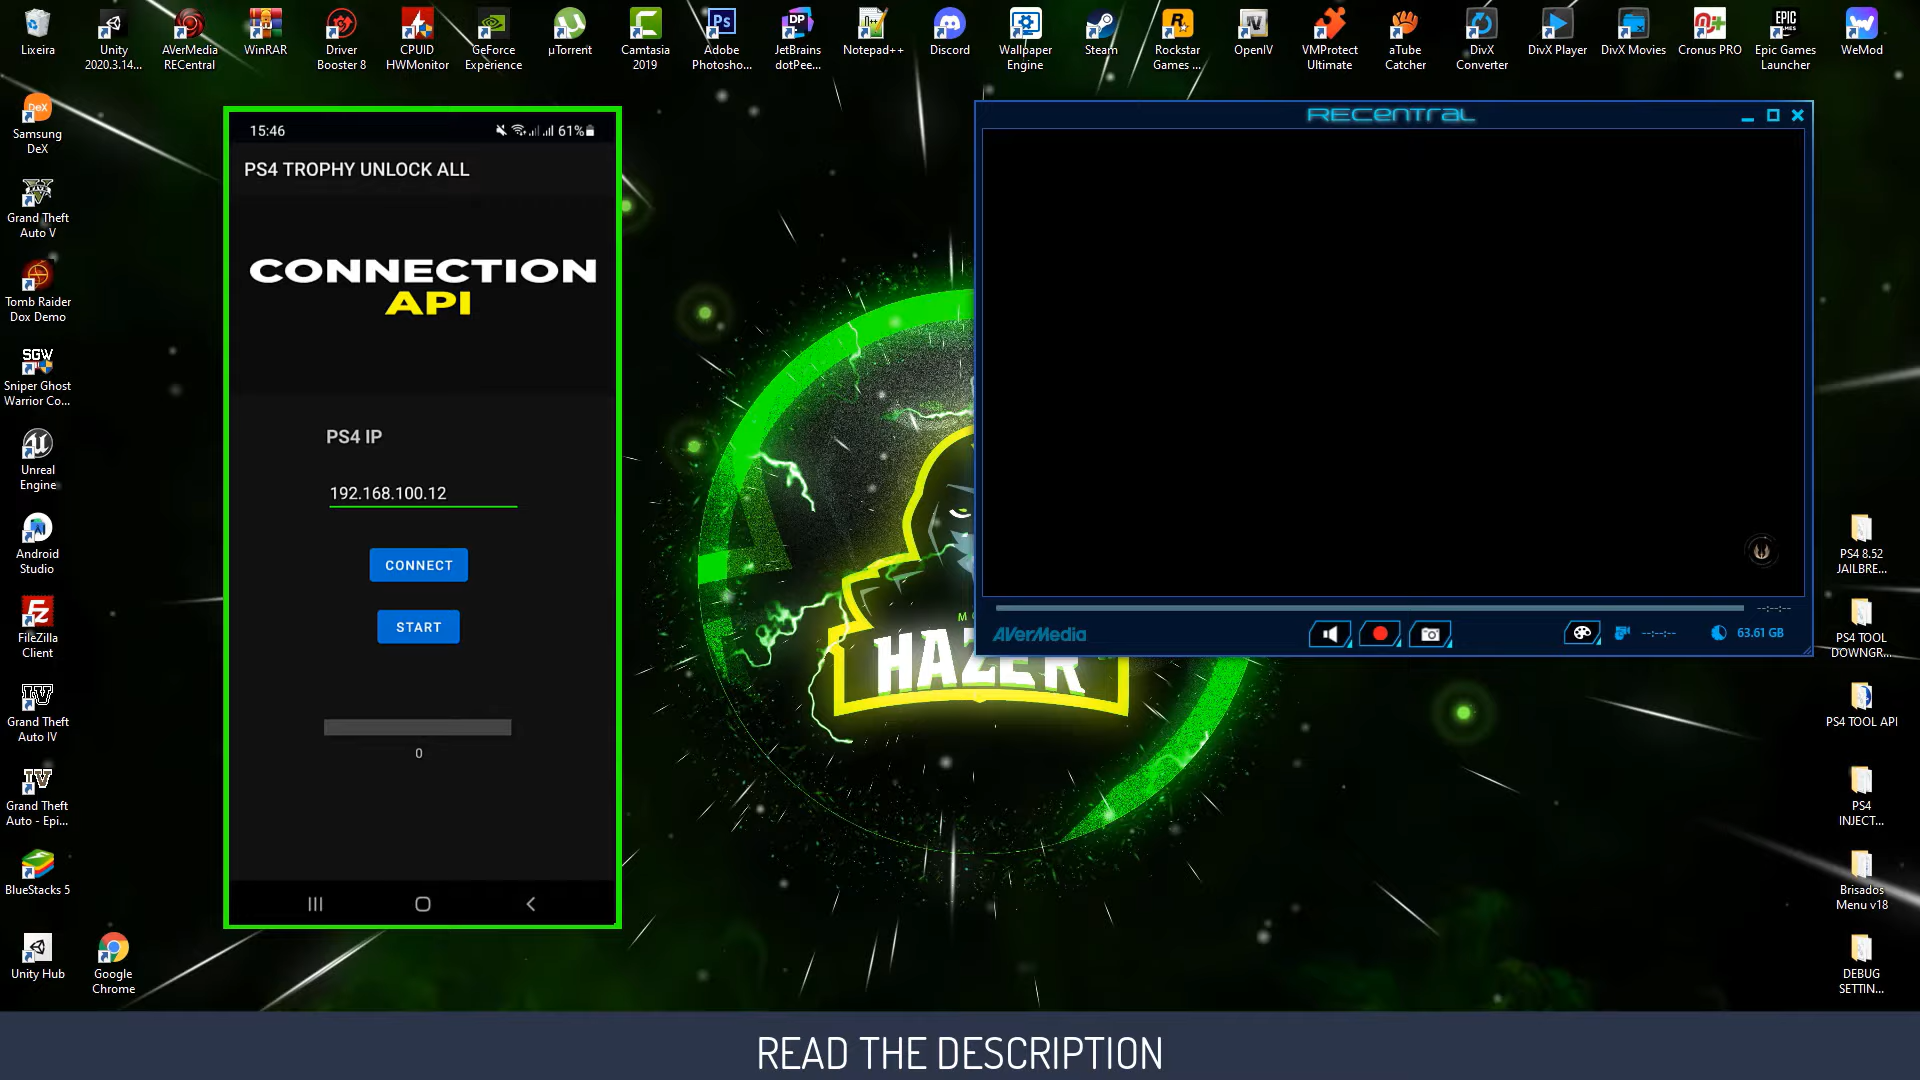 Lixeira
Unity
2020.3.14...
AVerMedia
RECentral
WinRAR
Driver
Booster 8
CPUID
HWMonitor
GeForce
Experience
µTorrent
Camtasia
2019
Adobe
Photosho...
JetBrains
dotPee...
Notepad++
Discord
Wallpaper
Engine
Steam
Rockstar
Games ...
OpenIV
VMProtect
Ultimate
aTube
Catcher
DivX
Converter
DivX Player
DivX Movies
Cronus PRO
Epic Games
Launcher
WeMod
Samsung
DeX
Grand Theft
Auto V
Tomb Raider
Dox Demo
Sniper Ghost
Warrior Co...
Unreal
Engine
Android
Studio
FileZilla
Client
Grand Theft
Auto IV
Grand Theft
Auto - Epi...
BlueStacks 5
Unity Hub
Google
Chrome
15:46
61%
PS4 TROPHY UNLOCK ALL
CONNECTION
API
PS4 IP
192.168.100.12
CONNECT
START
0
HAZER
RECENTRAL
--:--:--
AVerMedia
--:--:--
63.61 GB
PS4 8.52
JAILBRE...
PS4 TOOL
DOWNGR...
PS4 TOOL API
PS4
INJECT...
Brisados
Menu v18
DEBUG
SETTIN...
READ THE DESCRIPTION